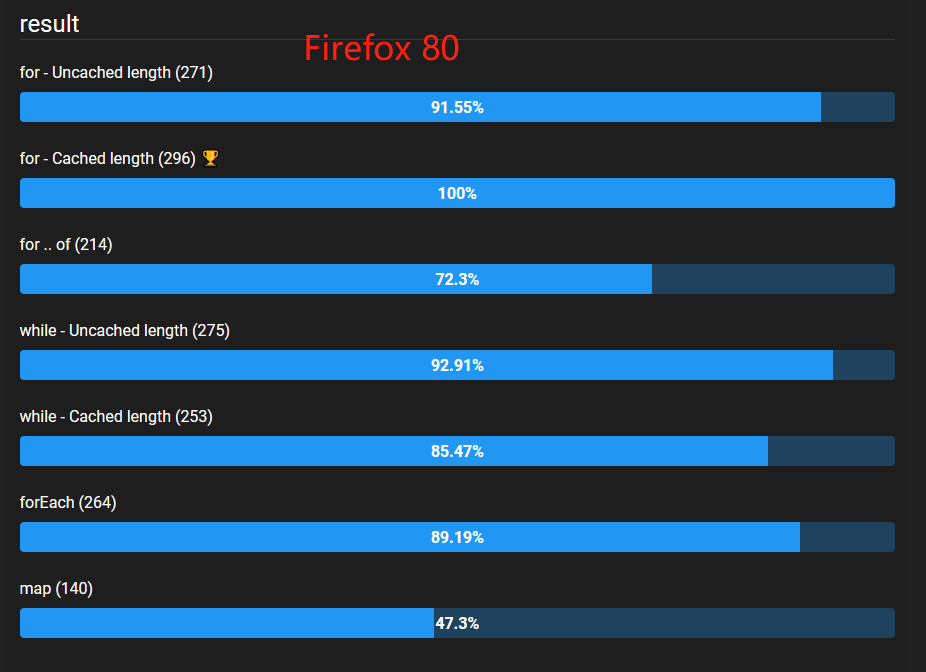 result
Firefox 80
for - Uncached length (271)
91.55%
for - Cached length (296) 🏆
100%
for .. of (214)
72.3%
while - Uncached length (275)
92.91%
while - Cached length (253)
85.47%
forEach (264)
89.19%
map (140)
47.3%